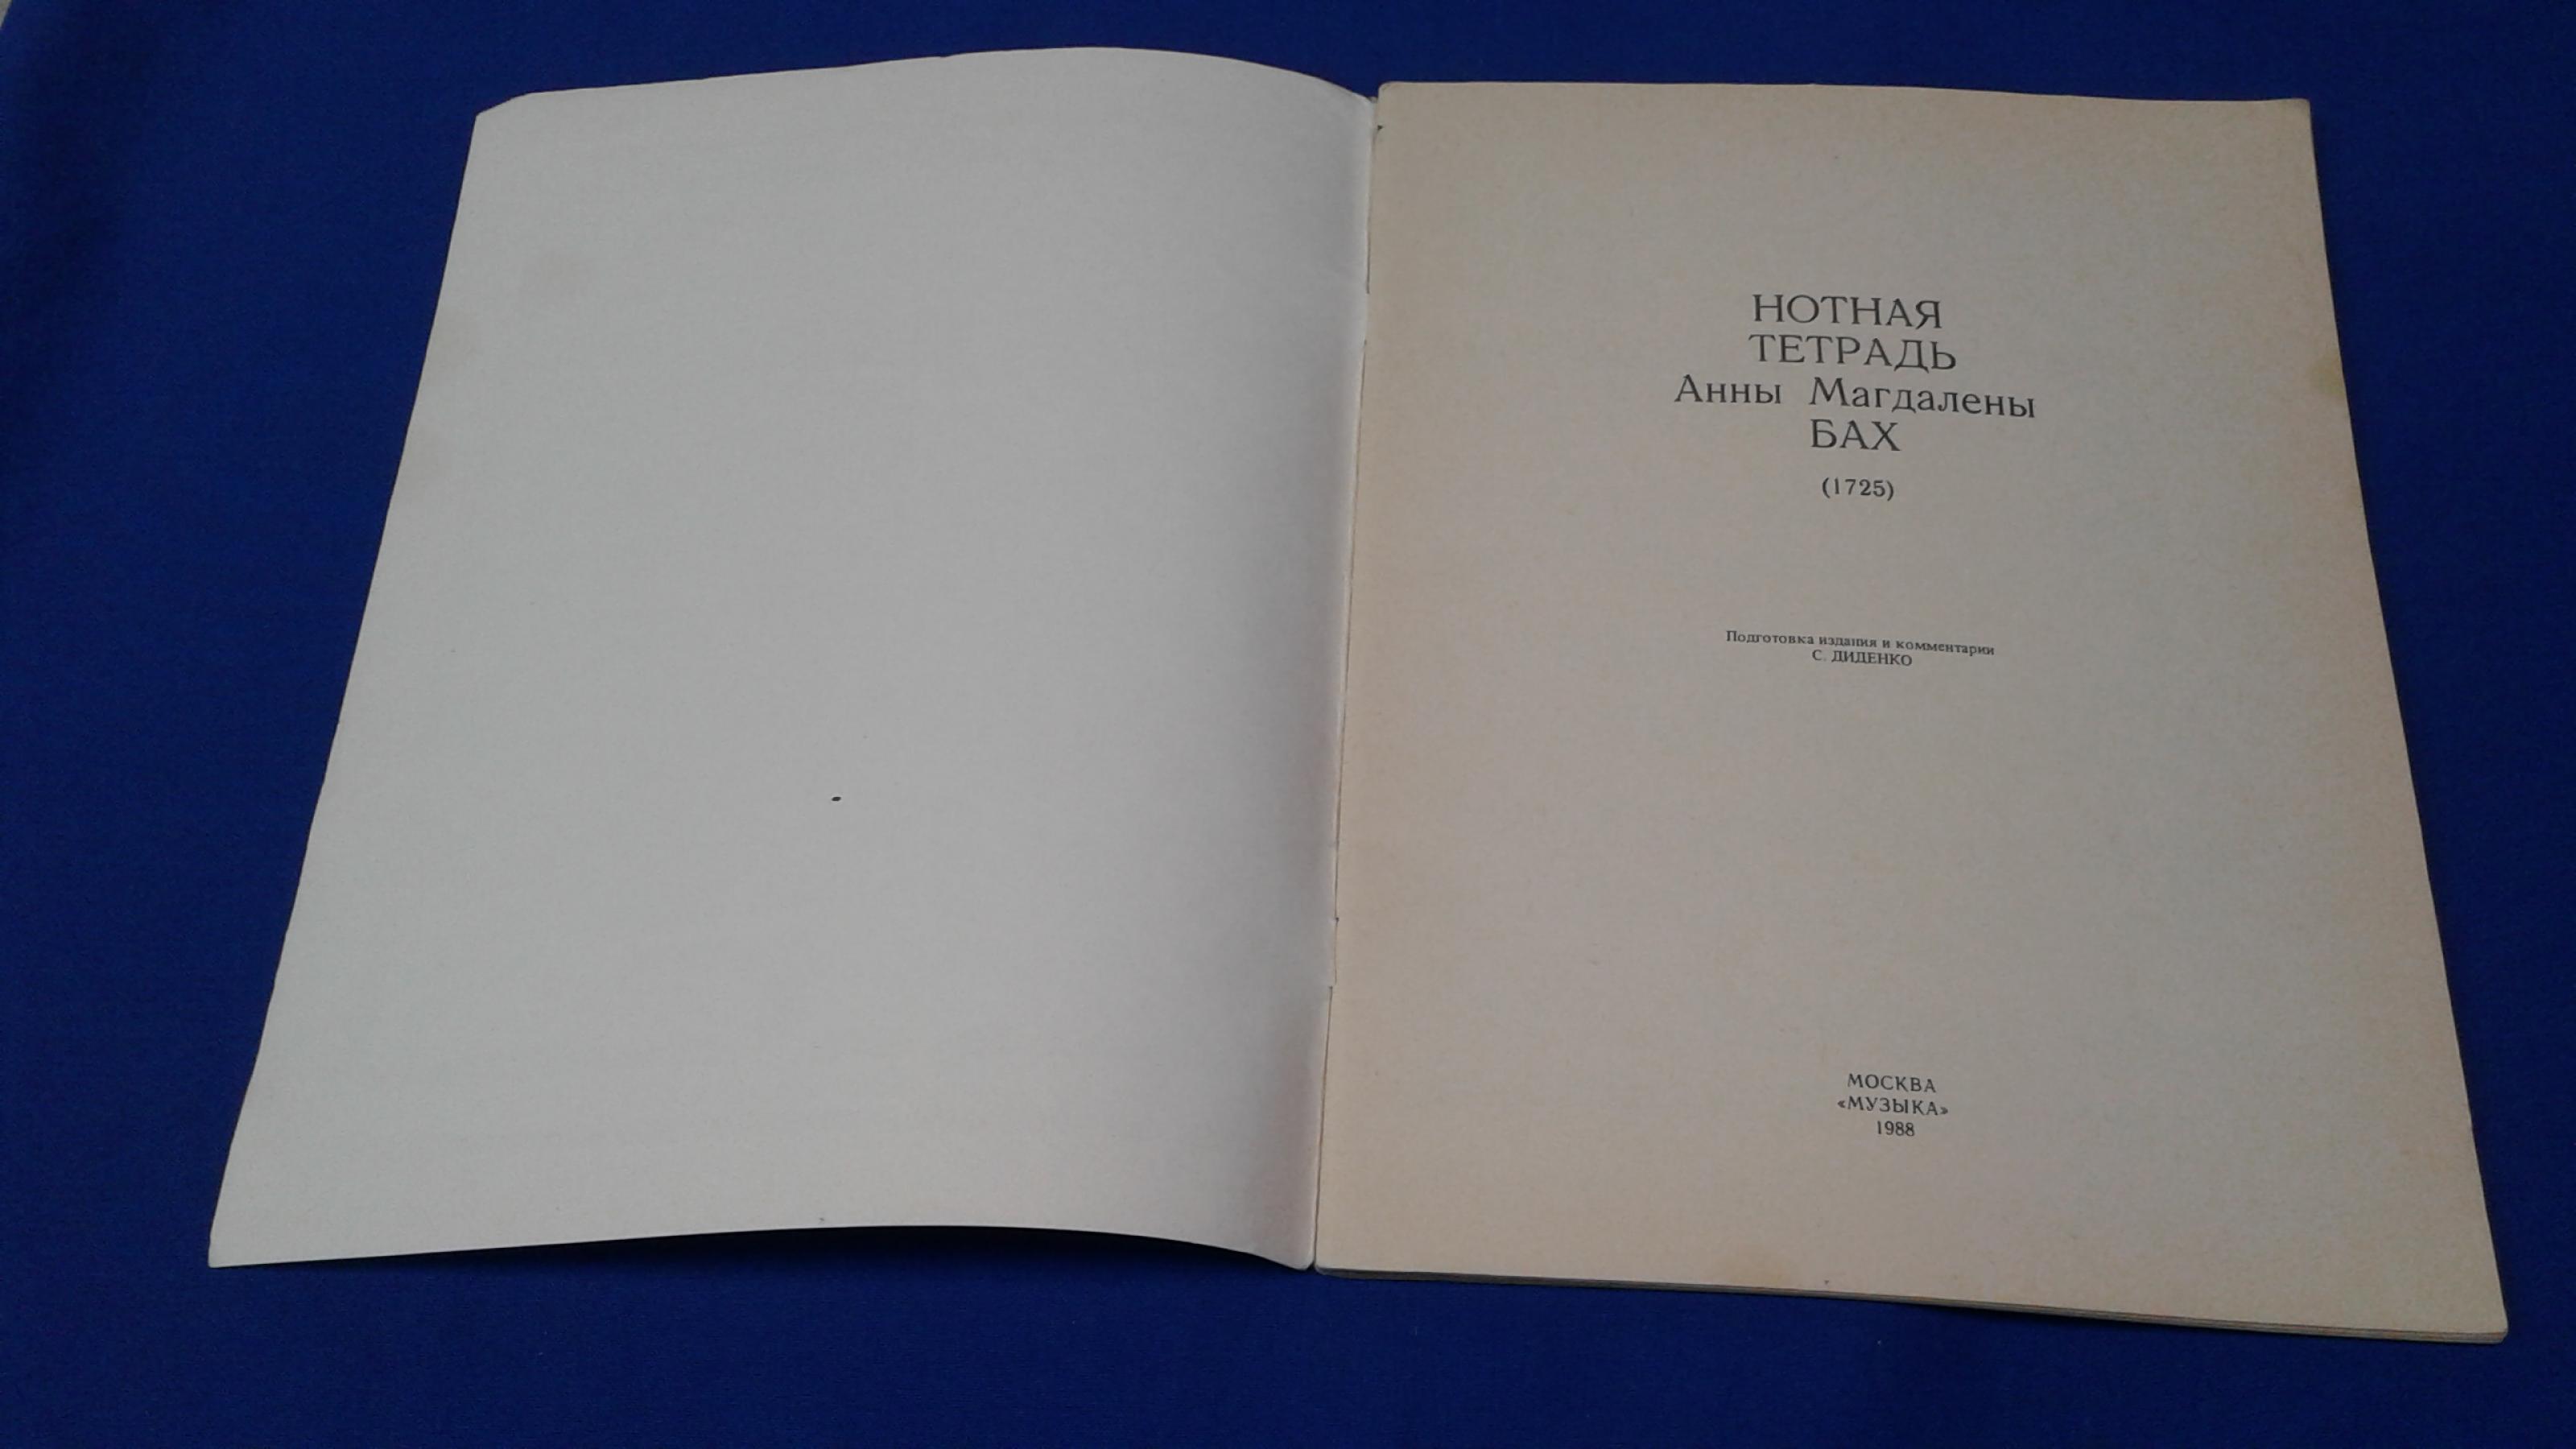 НОТНАЯ
ТЕТРАДЬ
Анны Магдалены
БАХ
(1725)
Подготовка издания и комментарии
С. ДИДЕНКО
МОСКВА
«МУЗЫКА»
1988